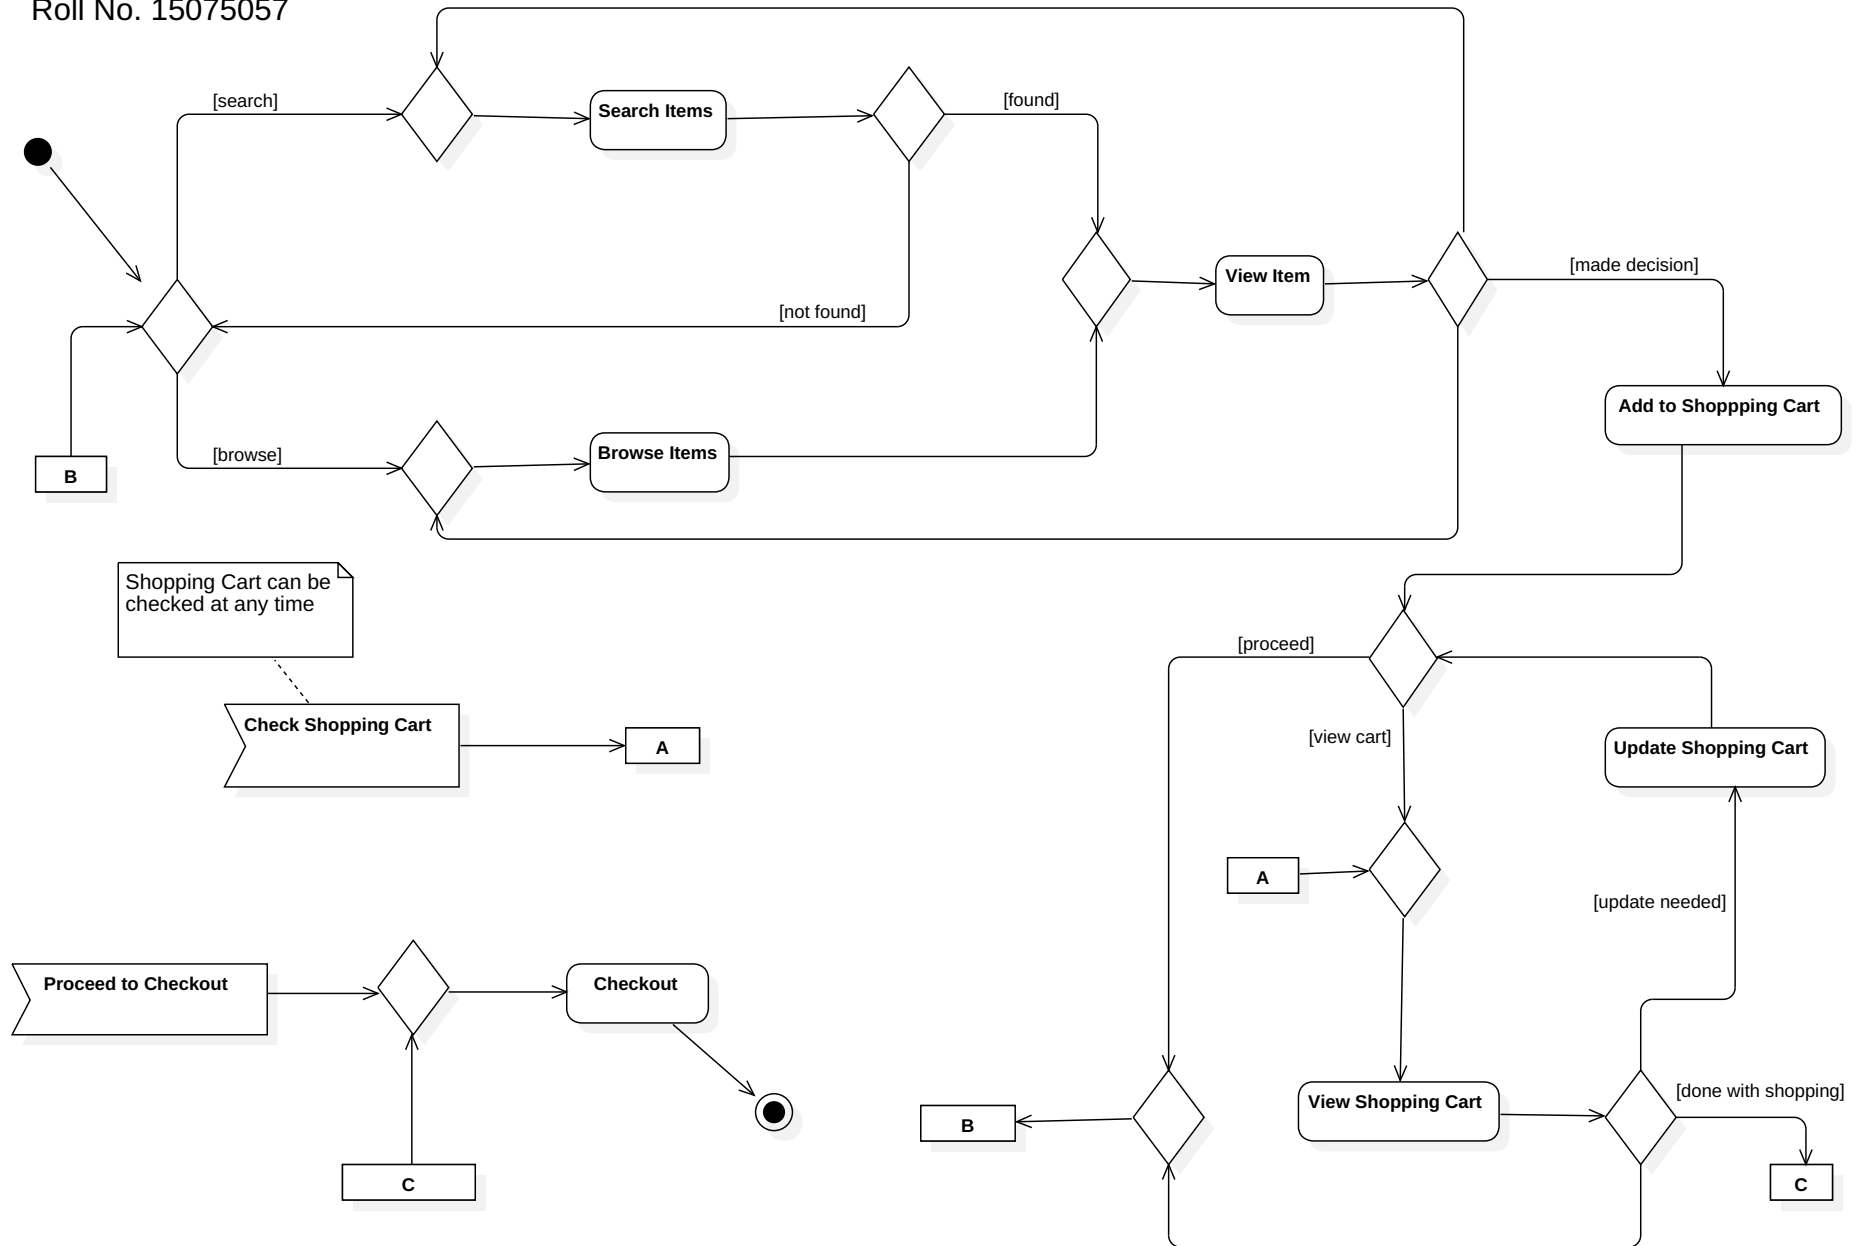 Roll No. 15075057
[search]
Search Items
[found]
View Item
[made decision]
[not found]
Add to Shoppping Cart
[browse]
Browse Items
B
Shopping Cart can be
checked at any time
[proceed]
Check Shopping Cart
A
[view cart]
Update Shopping Cart
A
[update needed]
Proceed to Checkout
Checkout
[done with shopping]
View Shopping Cart
B
C
C